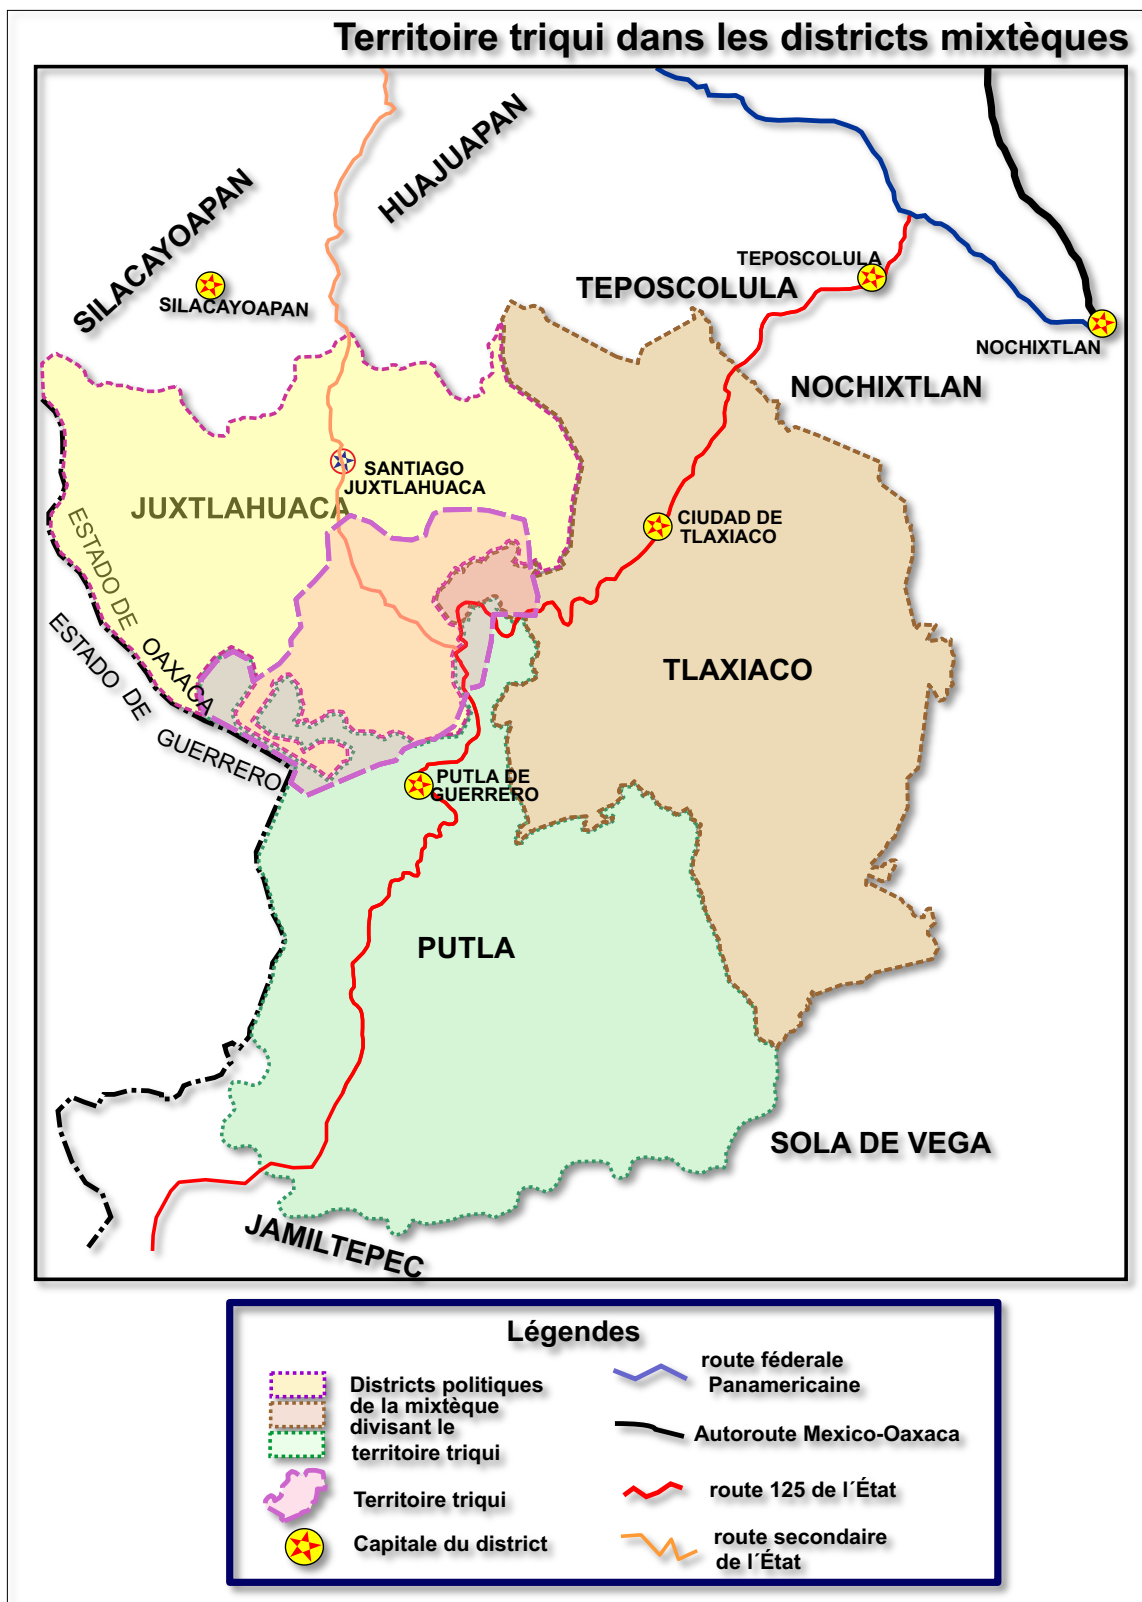 Territoire triqui dans les districts mixtèques
HUAJUAPAN
SILACAYOAPAN
SILACAYOAPAN
TEPOSCOLULA
TEPOSCOLULA
NOCHIXTLAN
NOCHIXTLAN
SANTIAGO
JUXTLAHUACA
JUXTLAHUACA
CIUDAD DE
TLAXIACO
ESTADO DE OAXACA
ESTADO DE GUERRERO
TLAXIACO
PUTLA DE
GUERRERO
PUTLA
SOLA DE VEGA
JAMILTEPEC
Légendes
Districts politiques
de la mixtèque
divisant le
territoire triqui
Territoire triqui
Capitale du district
route féderale
Panamericaine
Autoroute Mexico-Oaxaca
route 125 de l´État
route secondaire
de l´État